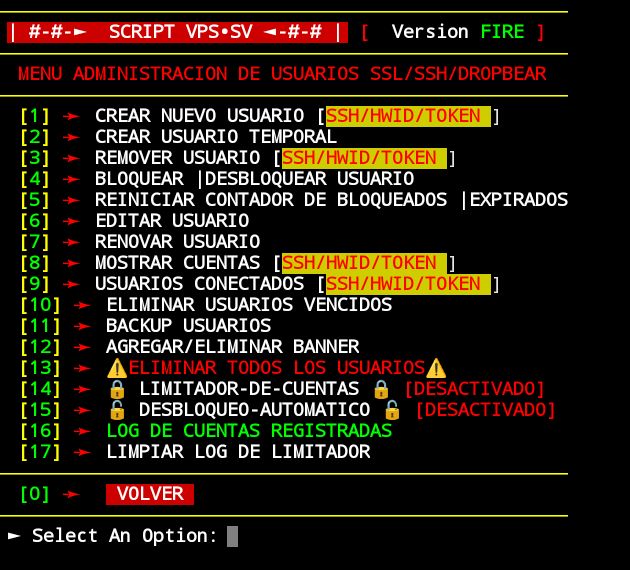 | #-#-► SCRIPT VPS•SV ◄-#-# | [ Version FIRE ]
MENU ADMINISTRACION DE USUARIOS SSL/SSH/DROPBEAR
[1] ➛ CREAR NUEVO USUARIO [SSH/HWID/TOKEN ]
[2] ➛ CREAR USUARIO TEMPORAL
[3] ➛ REMOVER USUARIO [SSH/HWID/TOKEN ]
[4] ➛ BLOQUEAR |DESBLOQUEAR USUARIO
[5] ➛ REINICIAR CONTADOR DE BLOQUEADOS |EXPIRADOS
[6] ➛ EDITAR USUARIO
[7] ➛ RENOVAR USUARIO
[8] ➛ MOSTRAR CUENTAS [SSH/HWID/TOKEN ]
[9] ➛ USUARIOS CONECTADOS [SSH/HWID/TOKEN ]
[10] ➛ ELIMINAR USUARIOS VENCIDOS
[11] ➛ BACKUP USUARIOS
[12] ➛ AGREGAR/ELIMINAR BANNER
[13] ➛ ⚠️ELIMINAR TODOS LOS USUARIOS⚠️
[14] ➛ 🔒 LIMITADOR-DE-CUENTAS 🔒 [DESACTIVADO]
[15] ➛ 🔓 DESBLOQUEO-AUTOMATICO 🔓 [DESACTIVADO]
[16] ➛ LOG DE CUENTAS REGISTRADAS
[17] ➛ LIMPIAR LOG DE LIMITADOR
[0] ➛ VOLVER
► Select An Option: